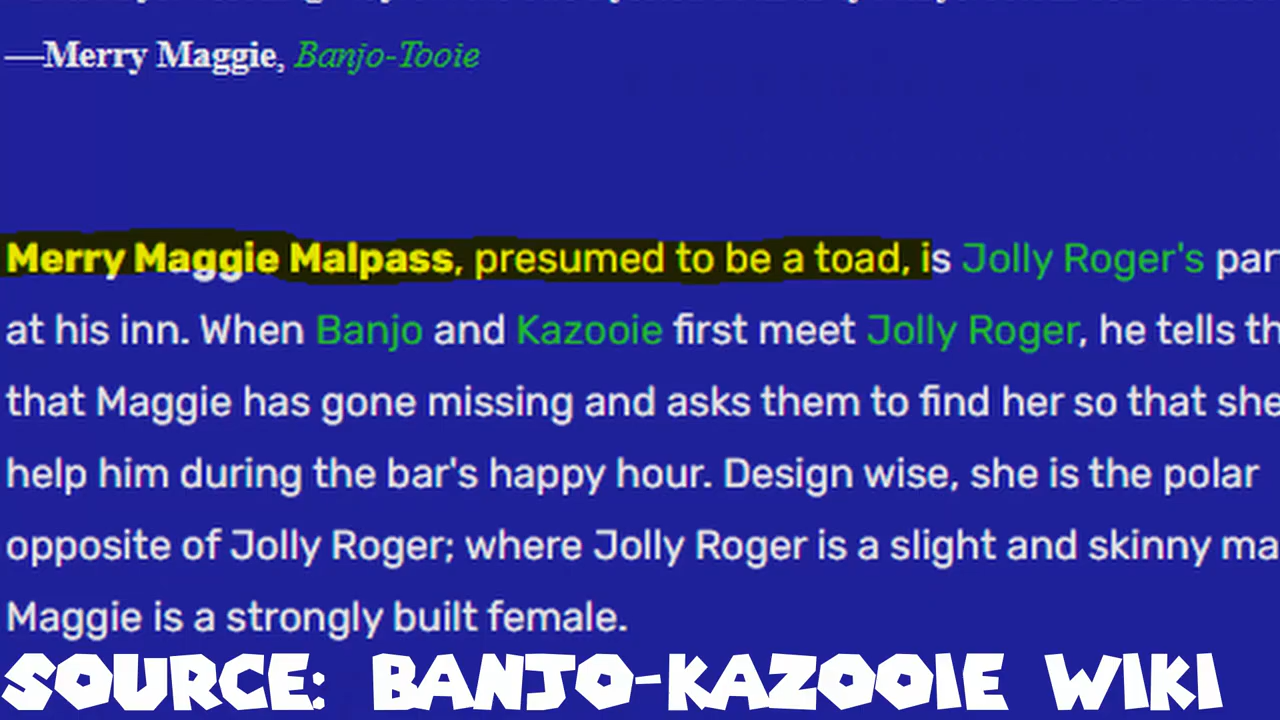 —Merry Maggie, Banjo-Tooie
Merry Maggie Malpass, presumed to be a toad, is Jolly Roger's
at his inn. When Banjo and Kazooie first meet Jolly Roger, he tells
that Maggie has gone missing and asks them to find her so that she
help him during the bar's happy hour. Design wise, she is the polar
opposite of Jolly Roger; where Jolly Roger is a slight and skinny
Maggie is a strongly built female.
SOURCE: BANJO-KAZOOIE WIKI